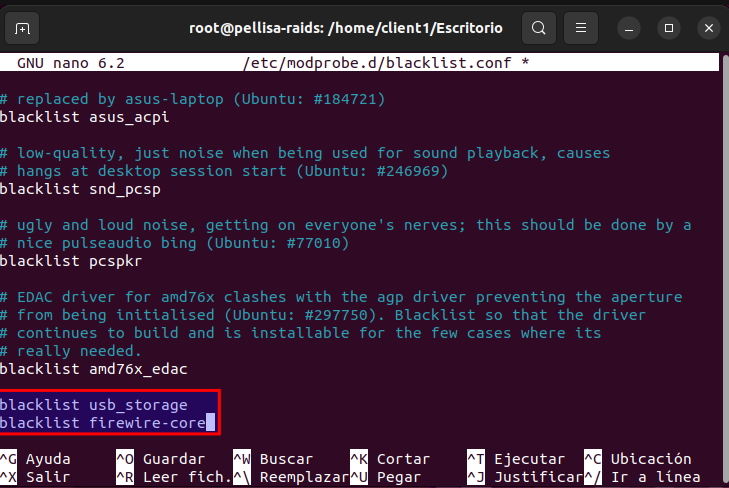 root@pellisa-raids: /home/client1/Escritorio
GNU nano 6.2 /etc/modprobe.d/blacklist.conf *
# replaced by asus-laptop (Ubuntu: #184721)
blacklist asus_acpi
# low-quality, just noise when being used for sound playback, causes
# hangs at desktop session start (Ubuntu: #246969)
blacklist snd_pcsp
# ugly and loud noise, getting on everyone's nerves; this should be done by a
# nice pulseaudio bing (Ubuntu: #77010)
blacklist pcspkr
# EDAC driver for amd76x clashes with the agp driver preventing the aperture
# from being initialised (Ubuntu: #297750). Blacklist so that the driver
# continues to build and is installable for the few cases where its
# really needed.
blacklist amd76x_edac
blacklist usb_storage
blacklist firewire-core
^G Ayuda ^O Guardar ^W Buscar ^K Cortar ^T Ejecutar ^C Ubicación
^X Salir ^R Leer fich. ^\ Reemplazar ^U Pegar ^J Justificar ^/ Ir a línea